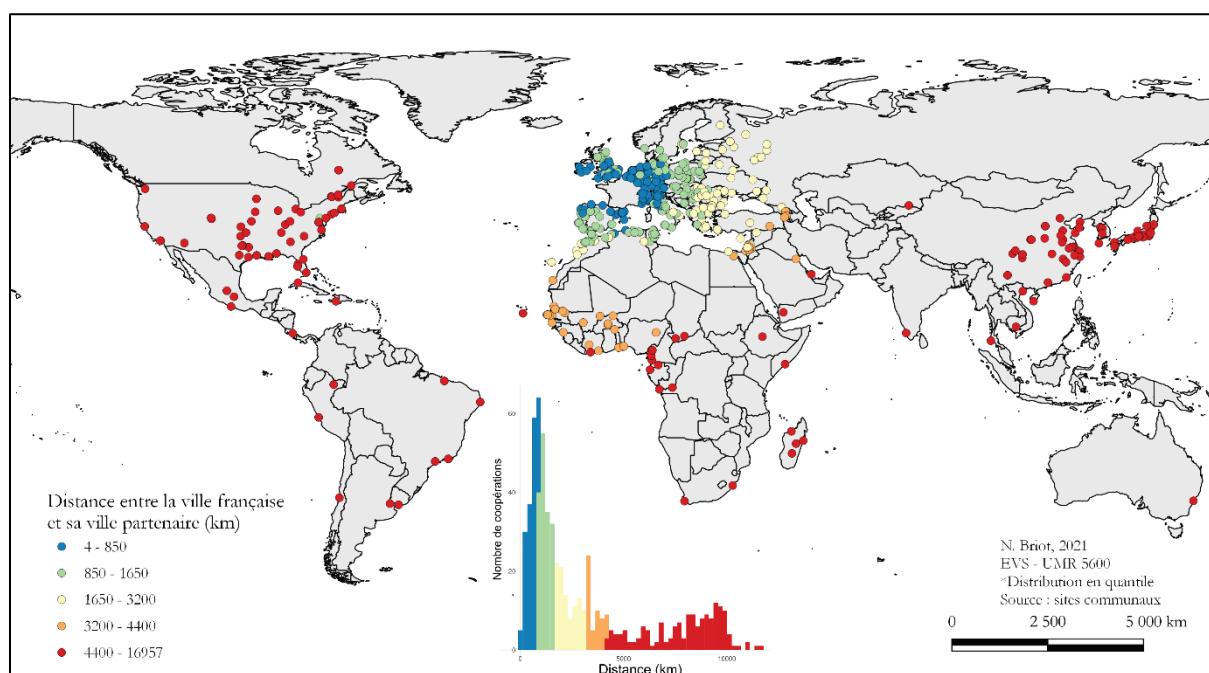 Distance entre la ville française
et sa ville partenaire (km)
4 - 850
850 - 1650
1650 - 3200
3200 - 4400
4400 - 16957
Nombre de coopérations
60
40
20
0
0
5000
10000
Distance (km)
N. Briot, 2021
EVS - UMR 5600
*Distribution en quantile
Source : sites communaux
0 2 500 5 000 km